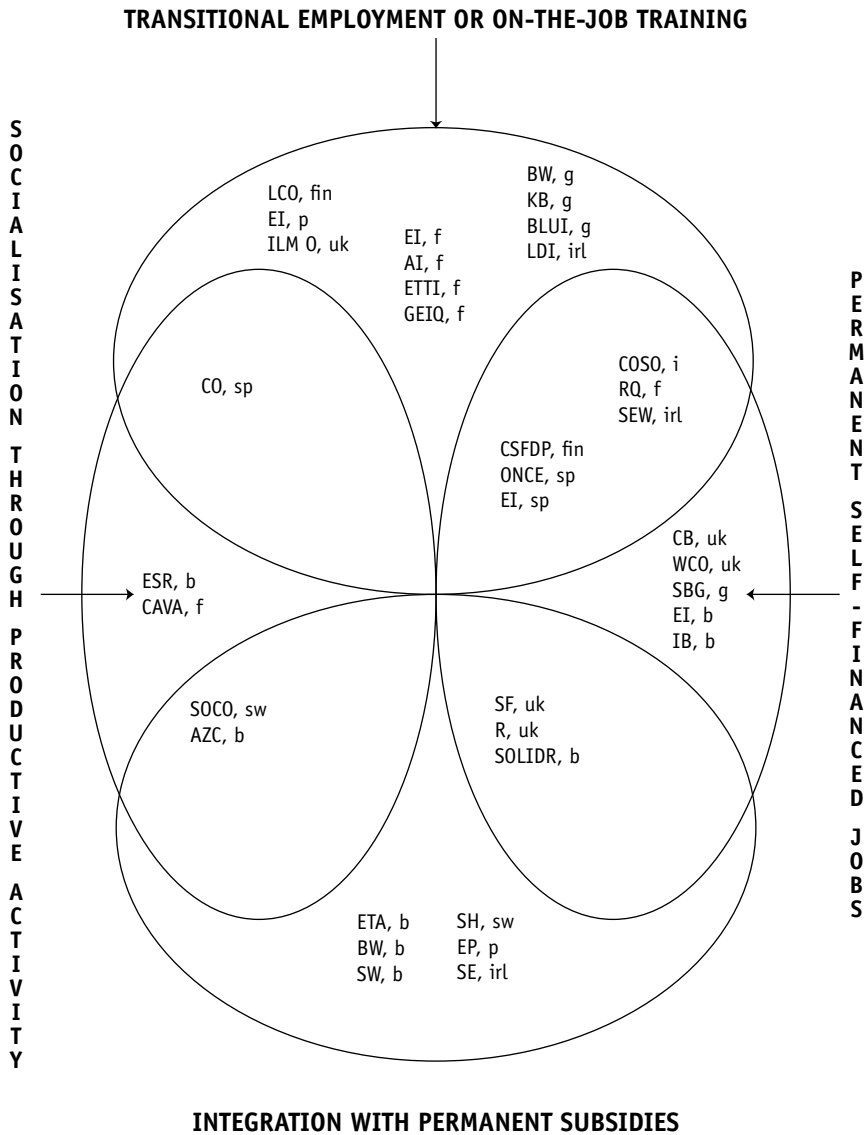 TRANSITIONAL EMPLOYMENT OR ON-THE-JOB TRAINING
SOCIALISATION THROUGH PRODUCTIVE ACTIVITY
LCO, fin
EI, p
ILM O, uk
EI, f
AI, f
ETTI, f
GEIQ, f
BW, g
KB, g
BLUI, g
LDI, irl
CO, sp
COSO, i
RQ, f
SEW, irl
CSFDP, fin
ONCE, sp
EI, sp
ESR, b
CAVA, f
CB, uk
WCO, uk
SBG, g
EI, b
IB, b
SOCO, sw
AZC, b
SF, uk
R, uk
SOLIDR, b
ETA, b
BW, b
SW, b
SH, sw
EP, p
SE, irl
PERMANENT SELF-FINANCED JOBS
INTEGRATION WITH PERMANENT SUBSIDIES